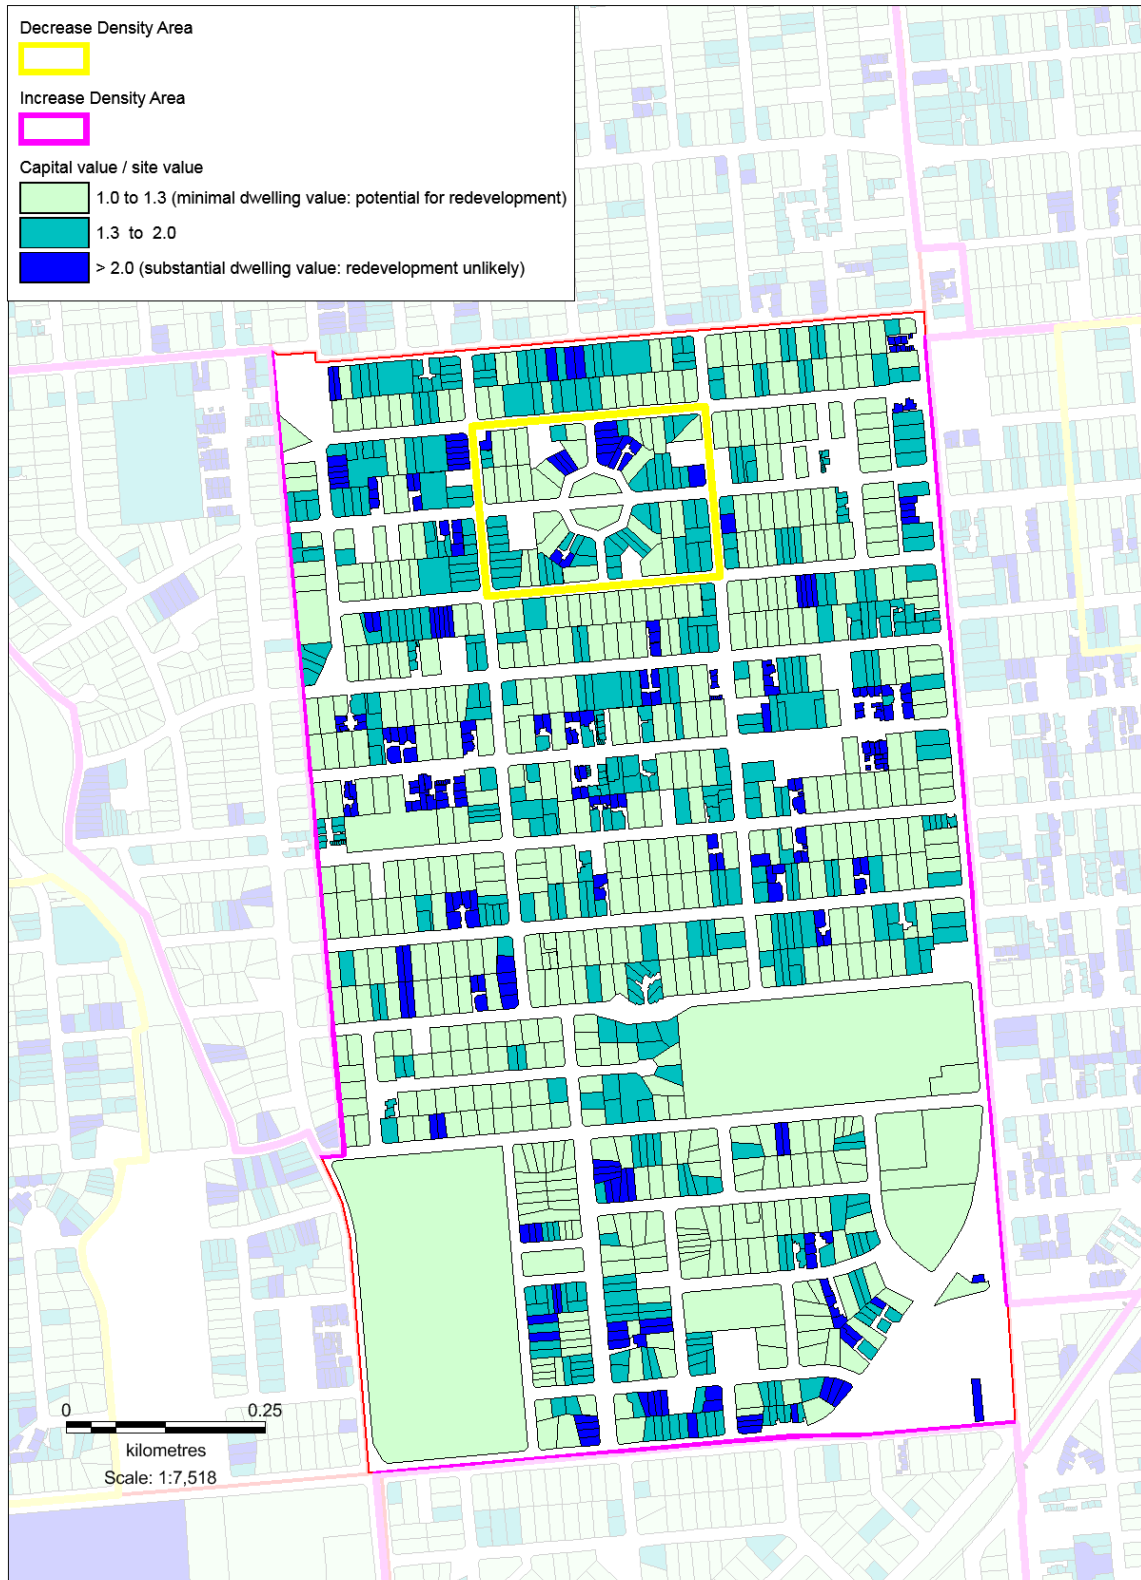 Decrease Density Area
Increase Density Area
Capital value / site value
1.0 to 1.3 (minimal dwelling value: potential for redevelopment)
1.3 to 2.0
> 2.0 (substantial dwelling value: redevelopment unlikely)
0 0.25
kilometres
Scale: 1:7,518